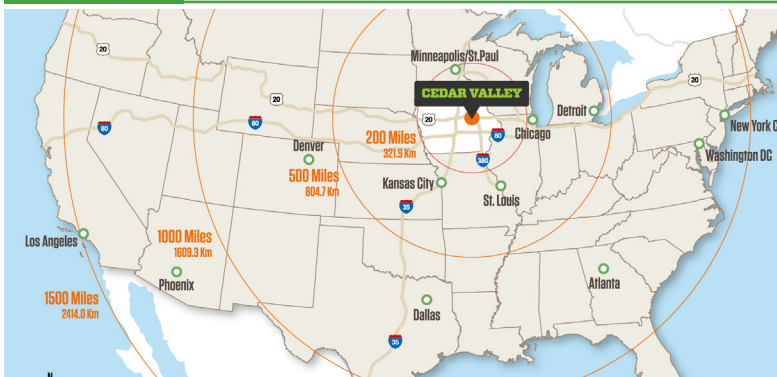 20
Minneapolis/St.Paul
20
CEDAR VALLEY
20
20
Detroit
80
80
80
Chicago
New York C
200 Miles
321.9 Km
Denver
380
Washington DC
500 Miles
804.7 Km
Kansas City
St. Louis
35
Los Angeles
1000 Miles
1609.3 Km
Phoenix
Atlanta
1500 Miles
2414.0 Km
Dallas
35
N